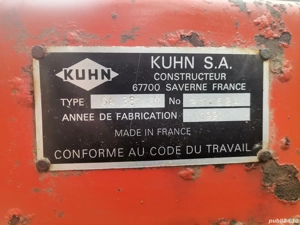 KUHN S.A.
KUHN
CONSTRUCTEUR
67700 SAVERNE FRANCE
TYPE No
ANNEE DE FABRICATION
MADE IN FRANCE
CONFORME AU CODE DU TRAVAIL